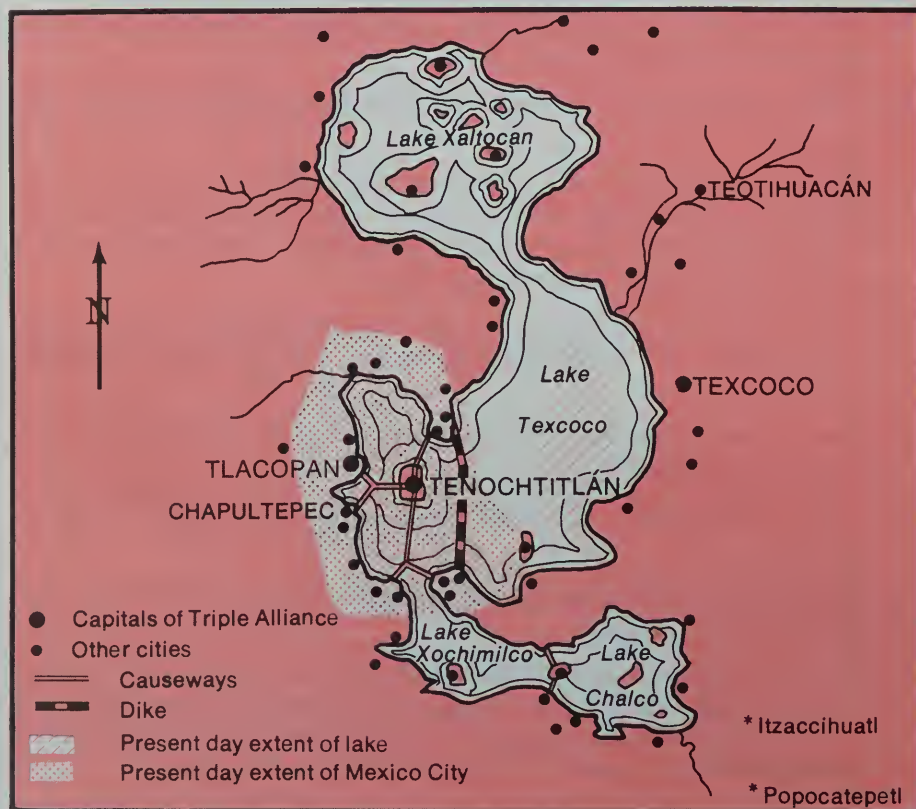 Lake Xaltocan
TEOTIHUACÁN
N
Lake
Texcoco
TEXCOCO
TLACOPAN
TENOCHTITLÁN
CHAPULTEPEC
Capitals of Triple Alliance
Other cities
Causeways
Dike
Present day extent of lake
Present day extent of Mexico City
Lake
Xochimilco
Lake
Chalco
* Itzaccihuatl
* Popocatepetl